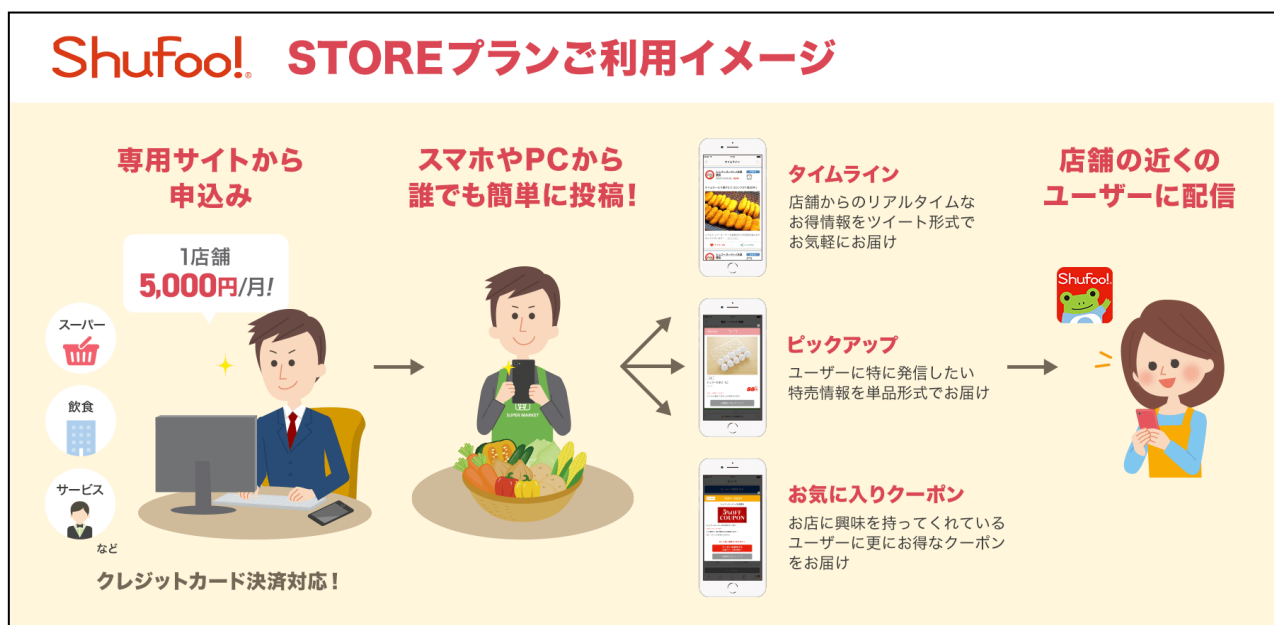 Shufoo!® STOREプランご利用イメージ
専用サイトから
申込み
1店舗
5,000円/月!
スーパー
飲食
サービス
など
クレジットカード決済対応!
スマホやPCから
誰でも簡単に投稿!
SUPER MARKET
タイムライン
タイムライン
店舗からのリアルタイムな
お得情報をツイート形式で
お気軽にお届け
ピックアップ
ユーザーに特に発信したい
特売情報を単品形式でお届け
5%OFF
COUPON
お気に入りクーポン
お店に興味を持ってくれている
ユーザーに更にお得なクーポン
をお届け
店舗の近くの
ユーザーに配信
Shufoo!